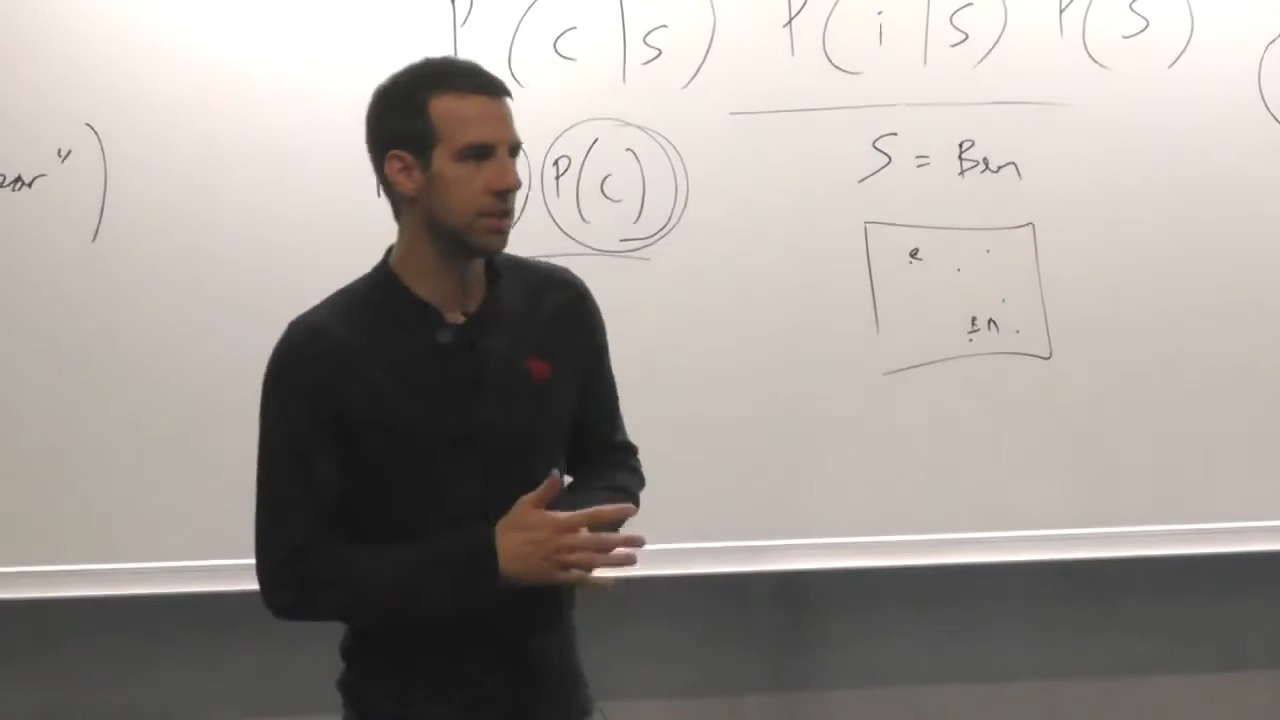 P(c|s) P(i|S) P(S)
P(c)
S = Ben
e
B n